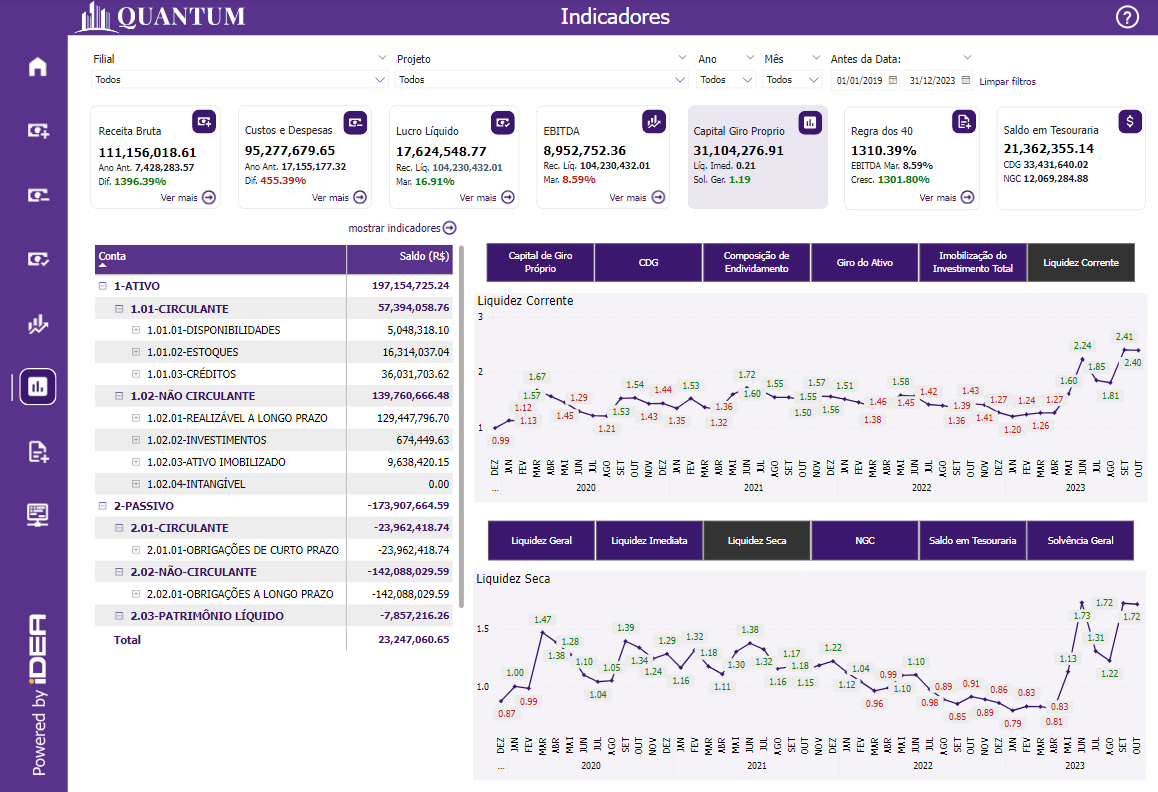 QUANTUM
Indicadores
?
Filial
Projeto
Ano
Mês
Antes da Data:
Todos
Todos
Todos
Todos
01/01/2019
31/12/2023
Limpar filtros
Receita Bruta
111,156,018.61
Ano Ant. 7,428,283.57
Dif. 1396.39%
Ver mais
Custos e Despesas
95,277,679.65
Ano Ant. 17,155,177.32
Dif. 455.39%
Ver mais
Lucro Líquido
17,624,548.77
Rec. Líq. 104,230,432.01
Mar. 16.91%
Ver mais
EBITDA
8,952,752.36
Rec. Líq. 104,230,432.01
Mar. 8.59%
Ver mais
Capital Giro Proprio
31,104,276.91
Líq. Imed. 0.21
Sol. Ger. 1.19
Regra dos 40
1310.39%
EBITDA Mar. 8.59%
Cresc. 1301.80%
Ver mais
Saldo em Tesouraria
$
21,362,355.14
CDG 33,431,640.02
NGC 12,069,284.88
mostrar indicadores
Conta Saldo (R$)
1-ATIVO 197,154,725.24
1.01-CIRCULANTE 57,394,058.76
1.01.01-DISPONIBILIDADES 5,048,318.10
1.01.02-ESTOQUES 16,314,037.04
1.01.03-CRÉDITOS 36,031,703.62
1.02-NÃO CIRCULANTE 139,760,666.48
1.02.01-REALIZÁVEL A LONGO PRAZO 129,447,796.70
1.02.02-INVESTIMENTOS 674,449.63
1.02.03-ATIVO IMOBILIZADO 9,638,420.15
1.02.04-INTANGÍVEL 0.00
2-PASSIVO -173,907,664.59
2.01-CIRCULANTE -23,962,418.74
2.01.01-OBRIGAÇÕES DE CURTO PRAZO -23,962,418.74
2.02-NÃO-CIRCULANTE -142,088,029.59
2.02.01-OBRIGAÇÕES A LONGO PRAZO -142,088,029.59
2.03-PATRIMÔNIO LÍQUIDO -7,857,216.26
Total 23,247,060.65
Capital de Giro
Próprio
CDG
Composição de
Endividamento
Giro do Ativo
Imobilização do
Investimento Total
Liquidez Corrente
Liquidez Corrente
3
2
1
0.99 1.12 1.13 1.57 1.67 1.45 1.29 1.21 1.53 1.54 1.43 1.44 1.35 1.53 1.32 1.36 1.72 1.60 1.55 1.50 1.55 1.57 1.56 1.51 1.38 1.46 1.58 1.45 1.42 1.36 1.39 1.43 1.41 1.27 1.20 1.24 1.26 1.27 1.60 2.24 1.85 1.81 2.41 2.40
DEZ JAN FEV MAR ABR MAI JUN JUL AGO SET OUT NOV DEZ JAN FEV MAR ABR MAI JUN JUL AGO SET OUT NOV DEZ JAN FEV MAR ABR MAI JUN JUL AGO SET OUT NOV DEZ JAN FEV MAR ABR MAI JUN JUL AGO SET OUT
... 2020 2021 2022 2023
Liquidez Geral
Liquidez Imediata
Liquidez Seca
NGC
Saldo em Tesouraria
Solvência Geral
Liquidez Seca
1.5
1.0
0.87 1.00 0.99 1.47 1.38 1.28 1.10 1.04 1.05 1.39 1.34 1.24 1.29 1.16 1.32 1.18 1.11 1.30 1.38 1.32 1.16 1.17 1.18 1.15 1.22 1.12 1.04 0.96 0.99 1.10 1.10 0.98 0.89 0.85 0.91 0.89 0.86 0.79 0.83 0.81 0.83 1.13 1.73 1.31 1.22 1.72 1.72
DEZ JAN FEV MAR ABR MAI JUN JUL AGO SET OUT NOV DEZ JAN FEV MAR ABR MAI JUN JUL AGO SET OUT NOV DEZ JAN FEV MAR ABR MAI JUN JUL AGO SET OUT NOV DEZ JAN FEV MAR ABR MAI JUN JUL AGO SET OUT
... 2020 2021 2022 2023
Powered by IDEA